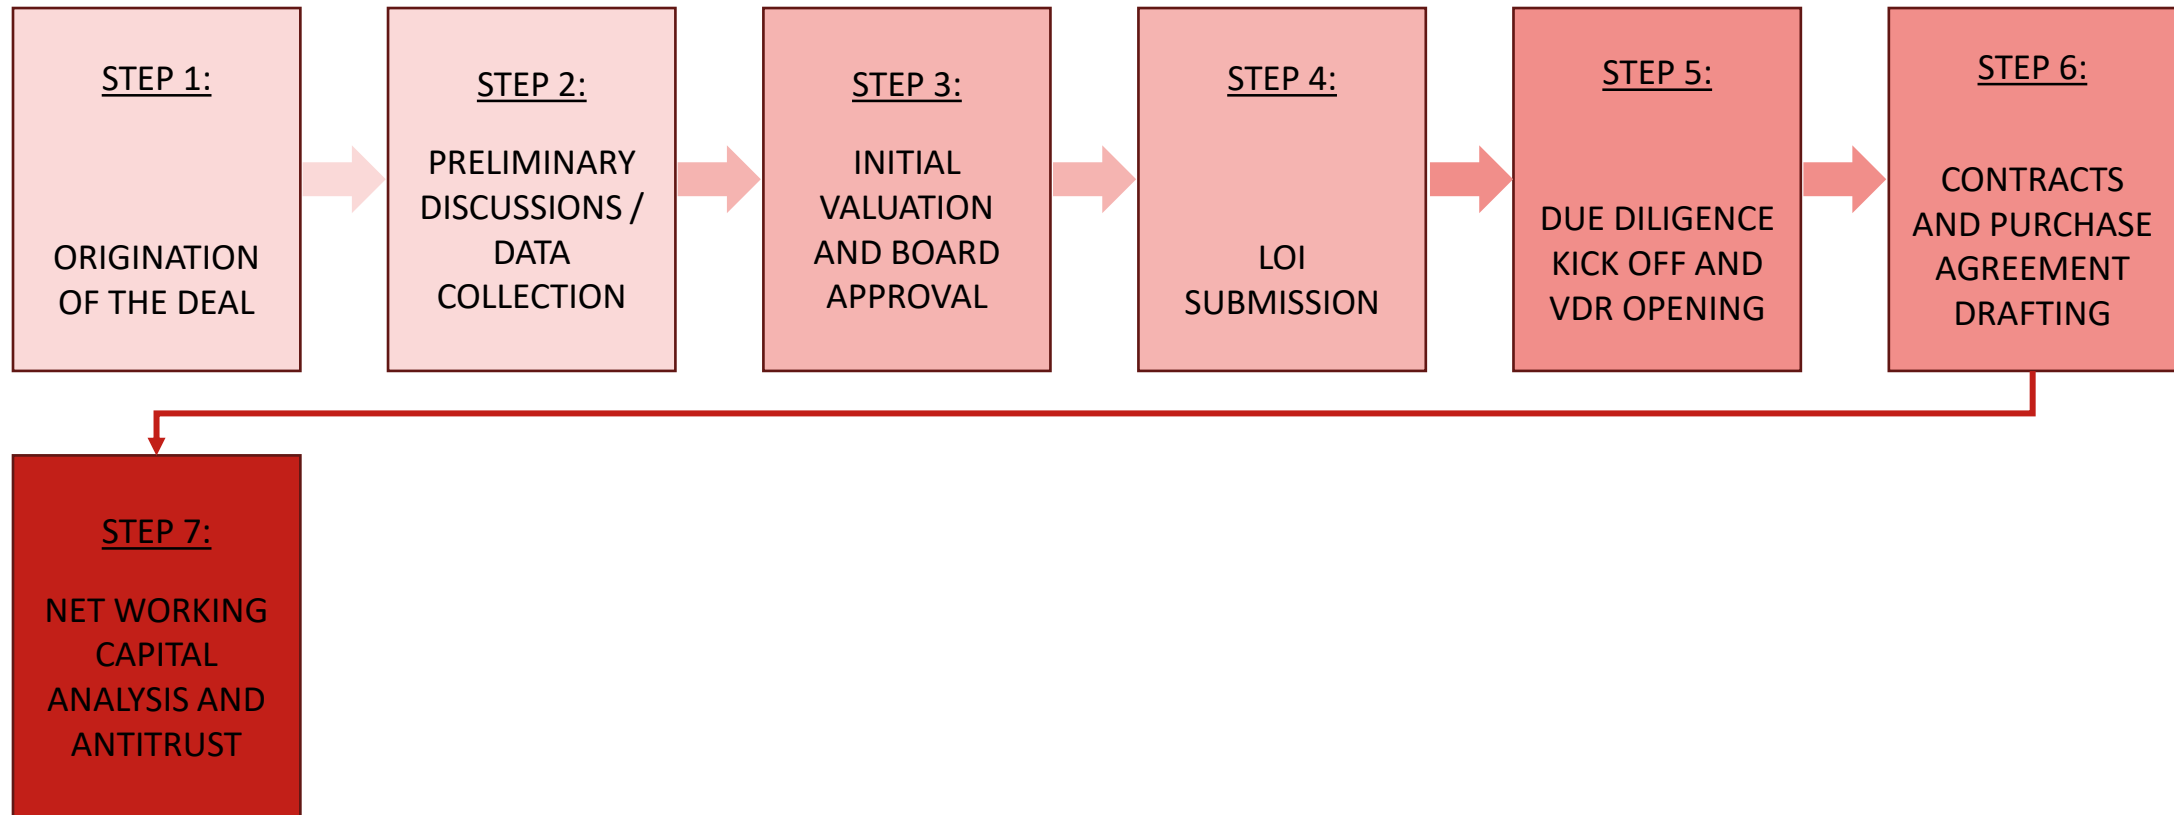 STEP 1:
ORIGINATION
OF THE DEAL
STEP 2:
PRELIMINARY
DISCUSSIONS /
DATA
COLLECTION
STEP 3:
INITIAL
VALUATION
AND BOARD
APPROVAL
STEP 4:
LOI
SUBMISSION
STEP 5:
DUE DILIGENCE
KICK OFF AND
VDR OPENING
STEP 6:
CONTRACTS
AND PURCHASE
AGREEMENT
DRAFTING
STEP 7:
NET WORKING
CAPITAL
ANALYSIS AND
ANTITRUST